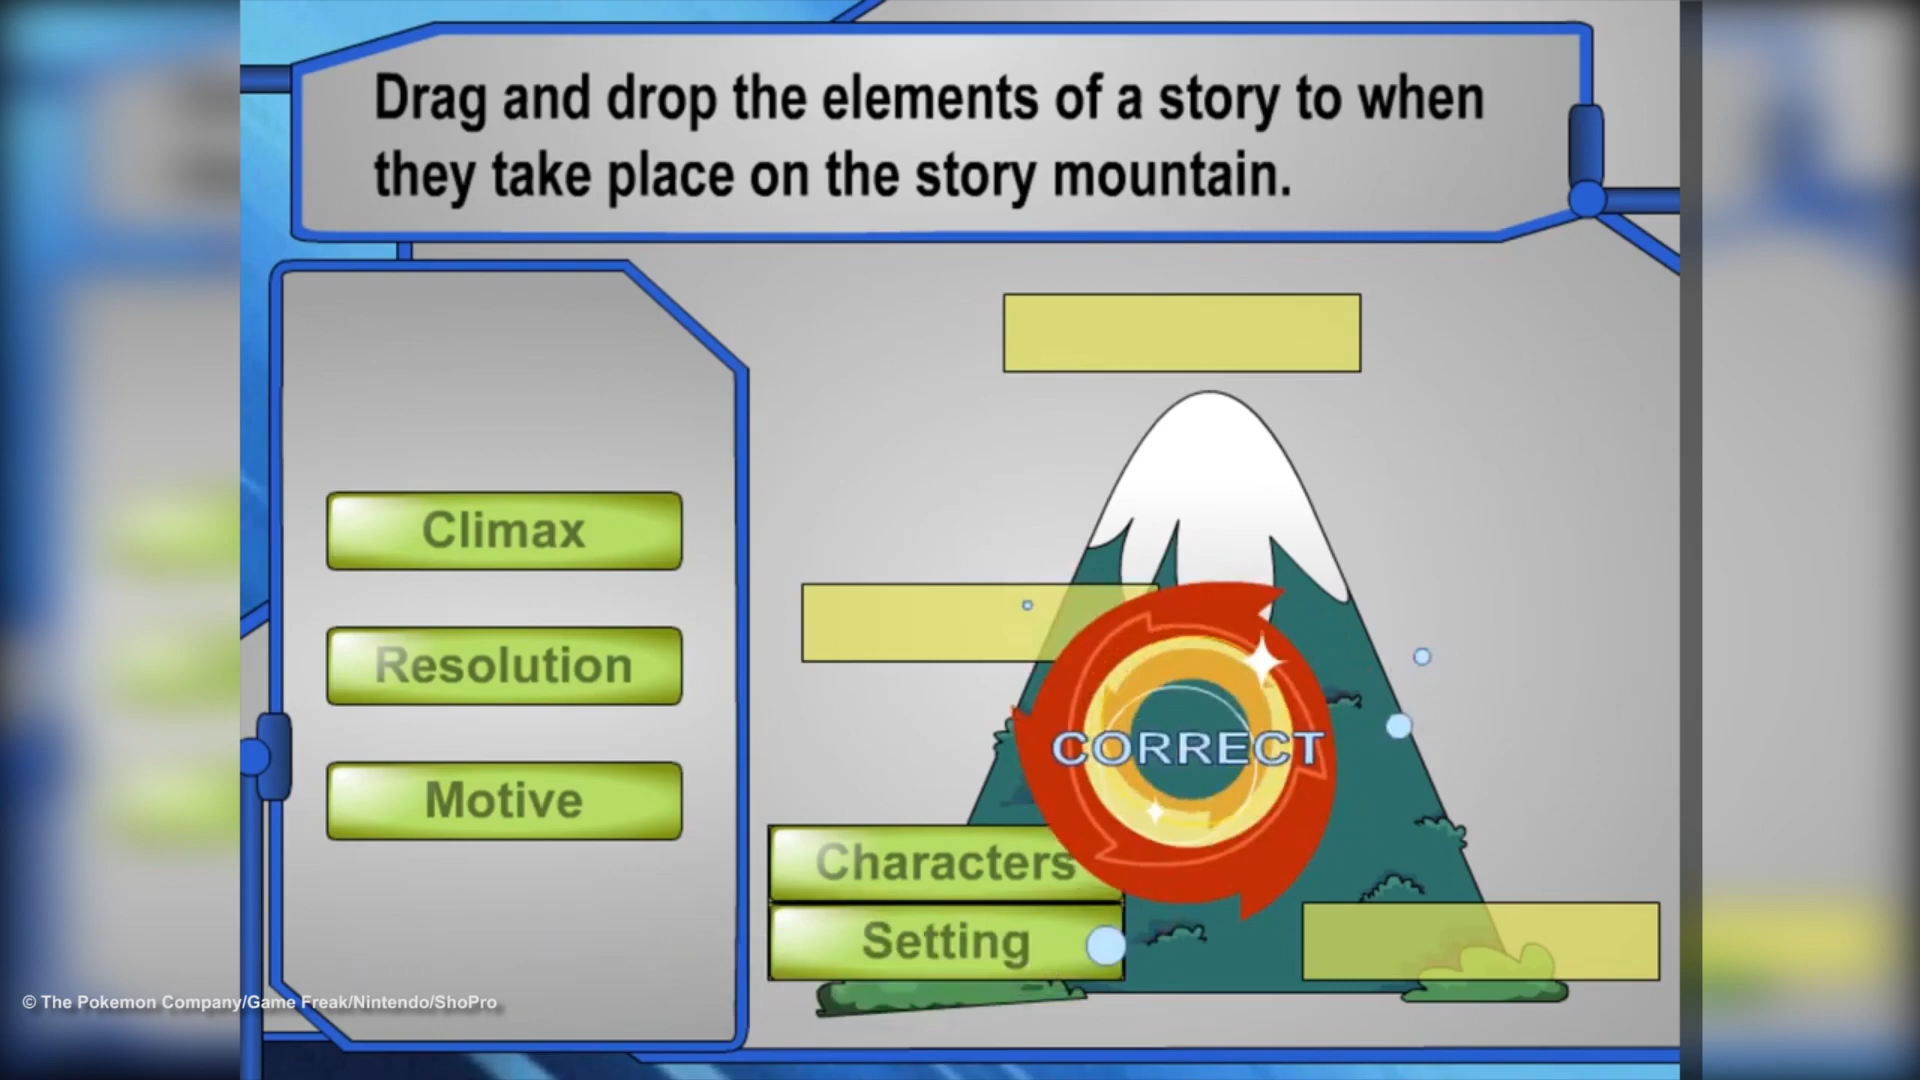 Drag and drop the elements of a story to when
they take place on the story mountain.
Climax
Resolution
Motive
CORRECT
Characters
Setting
© The Pokemon Company/Game Freak/Nintendo/ShoPro